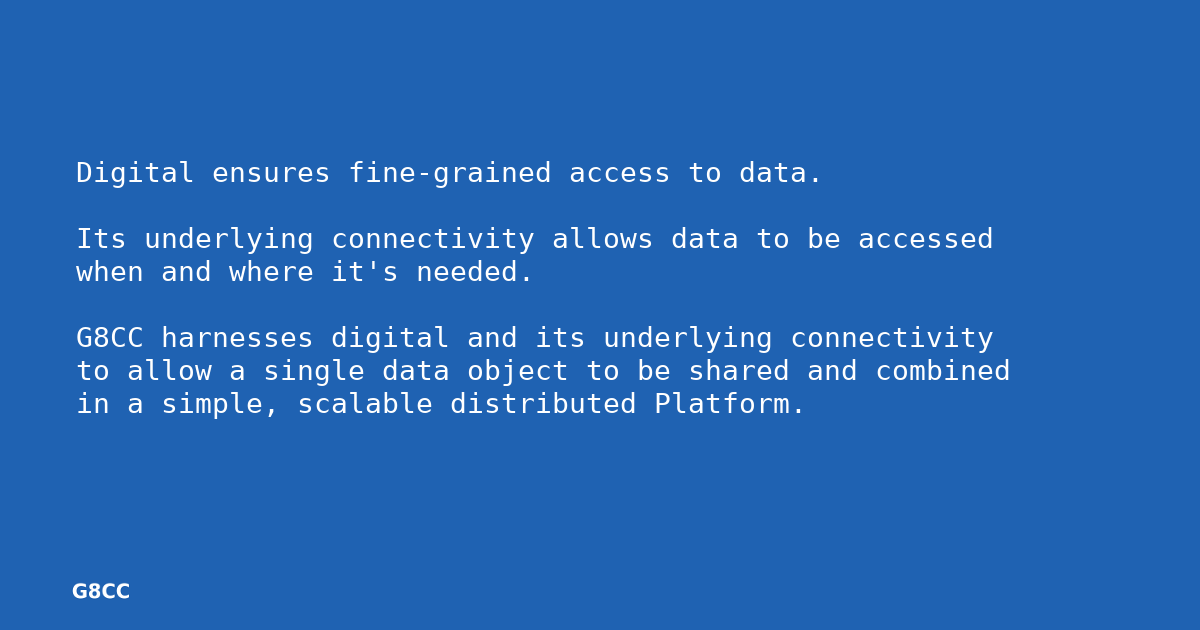 Digital ensures fine-grained access to data.
Its underlying connectivity allows data to be accessed
when and where it's needed.
G8CC harnesses digital and its underlying connectivity
to allow a single data object to be shared and combined
in a simple, scalable distributed Platform.
G8CC